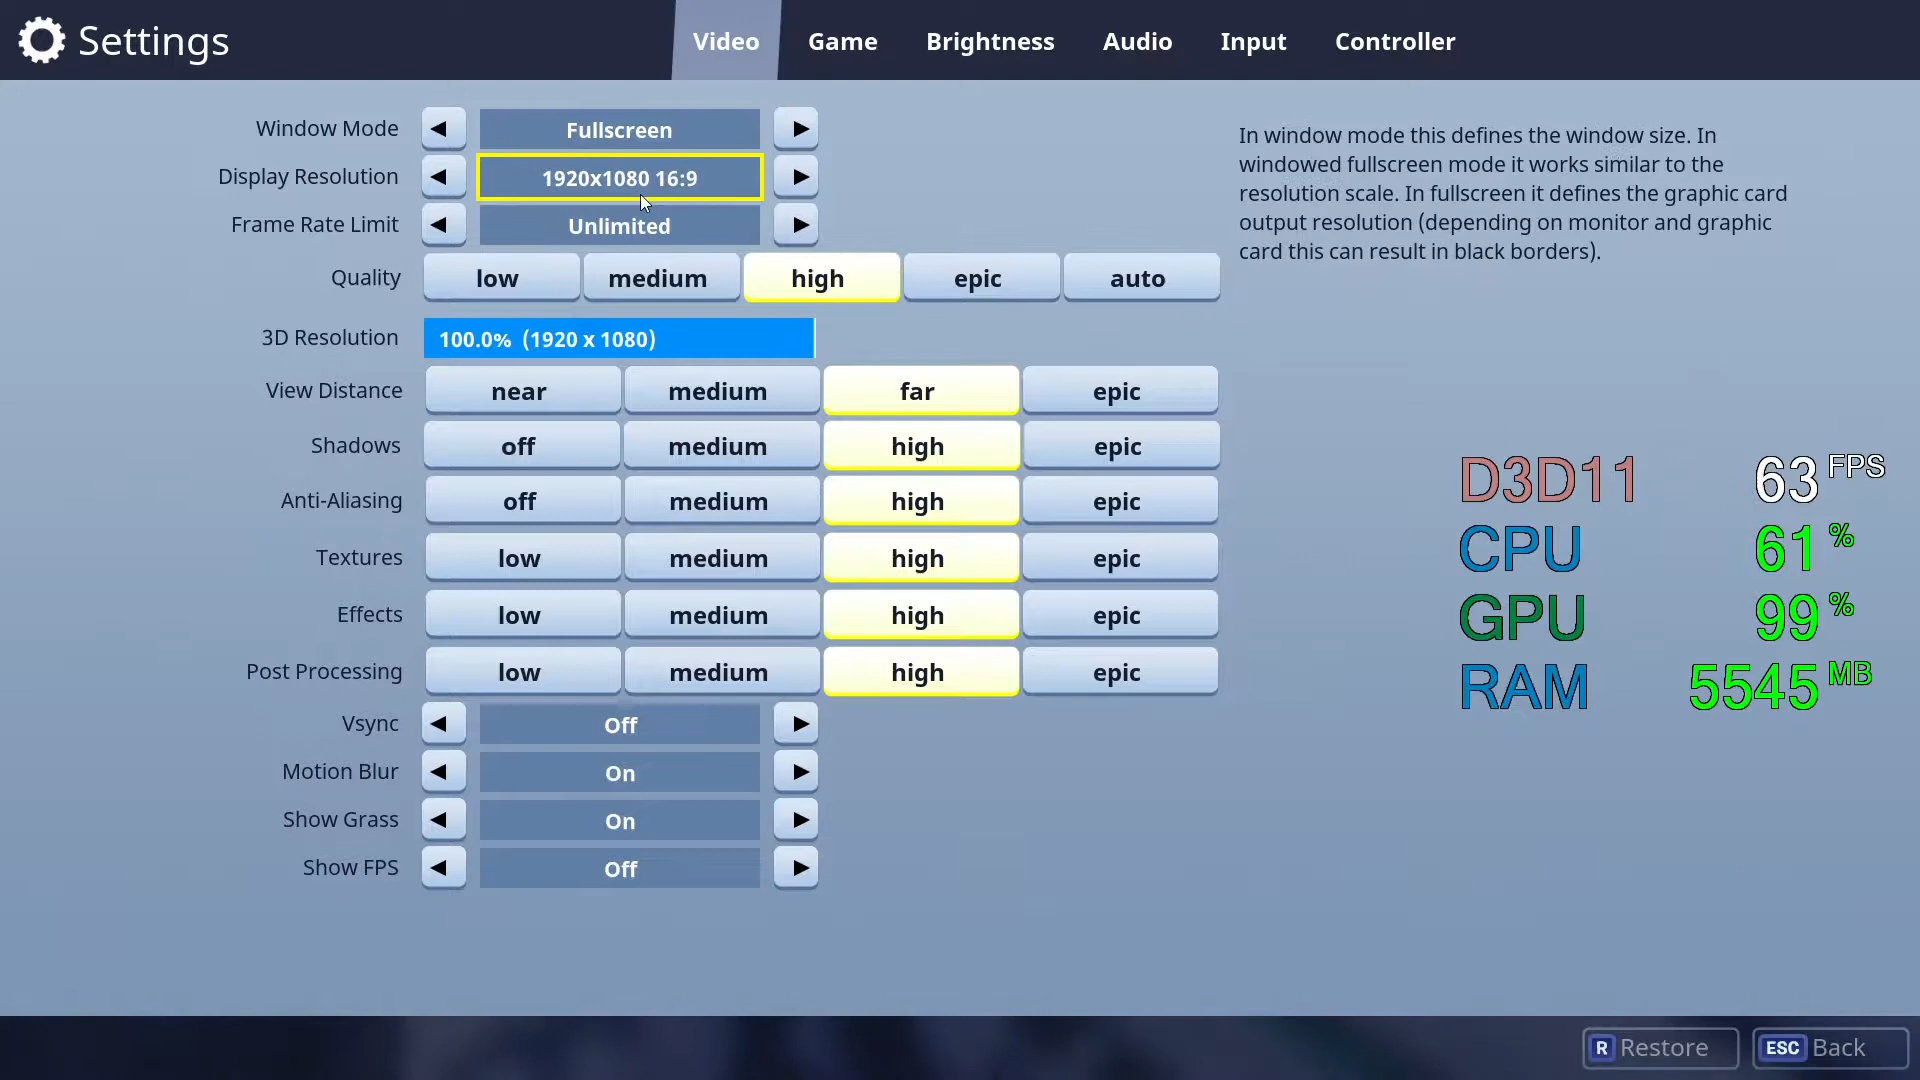 Settings
Video Game Brightness Audio Input Controller
Window Mode Fullscreen
Display Resolution 1920x1080 16:9
Frame Rate Limit Unlimited
Quality low medium high epic auto
3D Resolution 100.0% (1920 x 1080)
View Distance near medium far epic
Shadows off medium high epic
Anti-Aliasing off medium high epic
Textures low medium high epic
Effects low medium high epic
Post Processing low medium high epic
Vsync Off
Motion Blur On
Show Grass On
Show FPS Off
In window mode this defines the window size. In
windowed fullscreen mode it works similar to the
resolution scale. In fullscreen it defines the graphic card
output resolution (depending on monitor and graphic
card this can result in black borders).
D3D11 63 FPS
CPU 61 %
GPU 99 %
RAM 5545 MB
R Restore
ESC Back